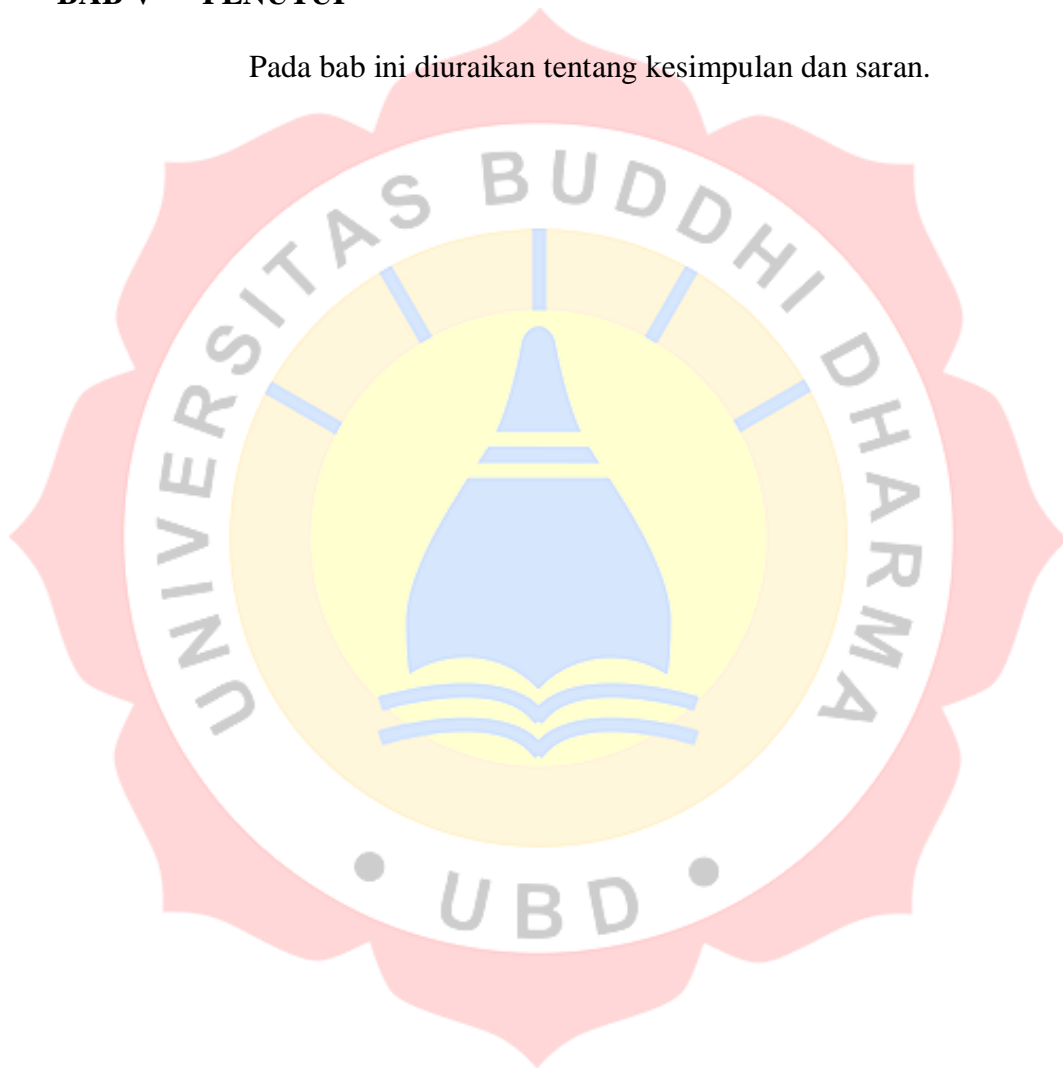 BAB V PENUTUP
Pada bab ini diuraikan tentang kesimpulan dan saran.
UNIVERSITAS BUDDHI DHARMA
• UBD •